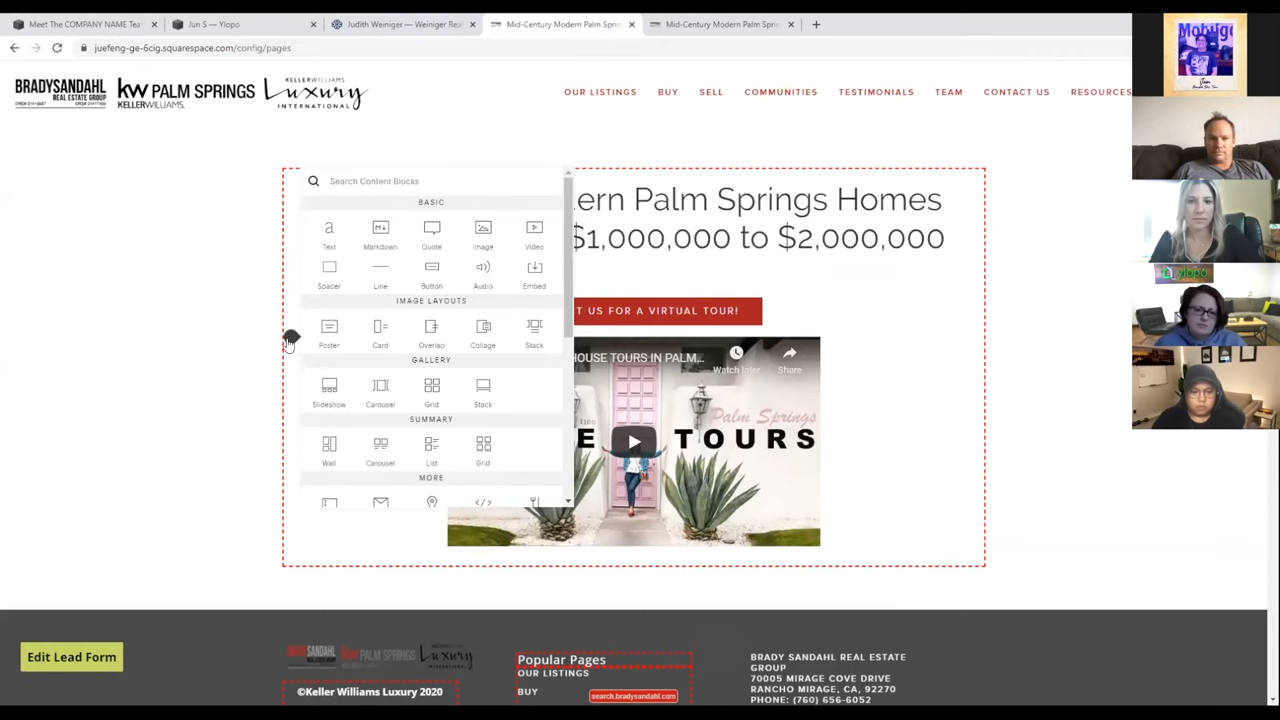 Meet The COMPANY NAME Team
Jun S — Ylopo
Judith Weiniger — Weiniger Rea
Mid-Century Modern Palm Sprin
Mid-Century Modern Palm Sprin
juefeng-ge-6cig.squarespace.com/config/pages
BRADYSANDAHL
REAL ESTATE GROUP
kw PALM SPRINGS
KELLERWILLIAMS.
KELLERWILLIAMS
Luxury
INTERNATIONAL
OUR LISTINGS
BUY
SELL
COMMUNITIES
TESTIMONIALS
TEAM
CONTACT US
RESOURCES
Search Content Blocks
BASIC
Text
Markdown
Quote
Image
Video
Spacer
Line
Button
Audio
Embed
IMAGE LAYOUTS
Poster
Card
Overlap
Collage
Stack
GALLERY
Slideshow
Carousel
Grid
Stack
SUMMARY
Wall
Carousel
List
Grid
MORE
ern Palm Springs Homes
$1,000,000 to $2,000,000
T US FOR A VIRTUAL TOUR!
HOUSE TOURS IN PALM...
Watch later
Share
Palm Springs
E TOURS
Edit Lead Form
©Keller Williams Luxury 2020
Popular Pages
OUR LISTINGS
BUY
search.bradysandahl.com
BRADY SANDAHL REAL ESTATE
GROUP
70005 MIRAGE COVE DRIVE
RANCHO MIRAGE, CA, 92270
PHONE: (760) 656-6052
ylopo